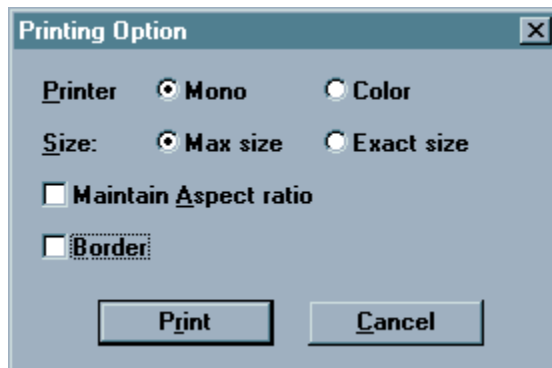 Printing Option
Printer Mono Color
Size: Max size Exact size
Maintain Aspect ratio
Border
Print Cancel